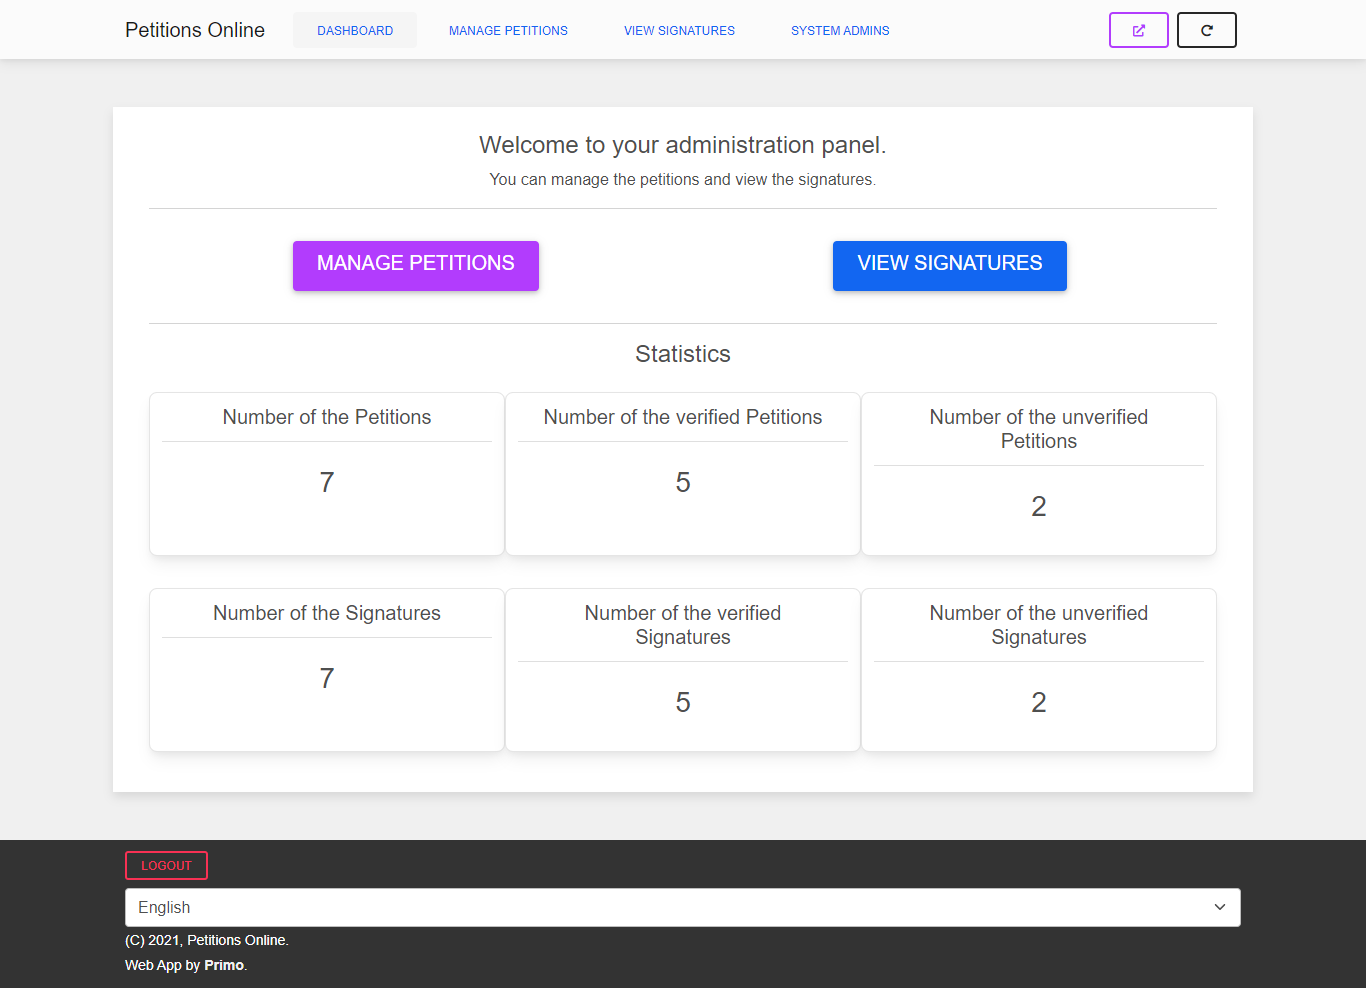 Petitions Online
DASHBOARD
MANAGE PETITIONS
VIEW SIGNATURES
SYSTEM ADMINS
Welcome to your administration panel.
You can manage the petitions and view the signatures.
MANAGE PETITIONS
VIEW SIGNATURES
Statistics
Number of the Petitions
7
Number of the verified Petitions
5
Number of the unverified
Petitions
2
Number of the Signatures
7
Number of the verified
Signatures
5
Number of the unverified
Signatures
2
LOGOUT
English
(C) 2021, Petitions Online.
Web App by Primo.